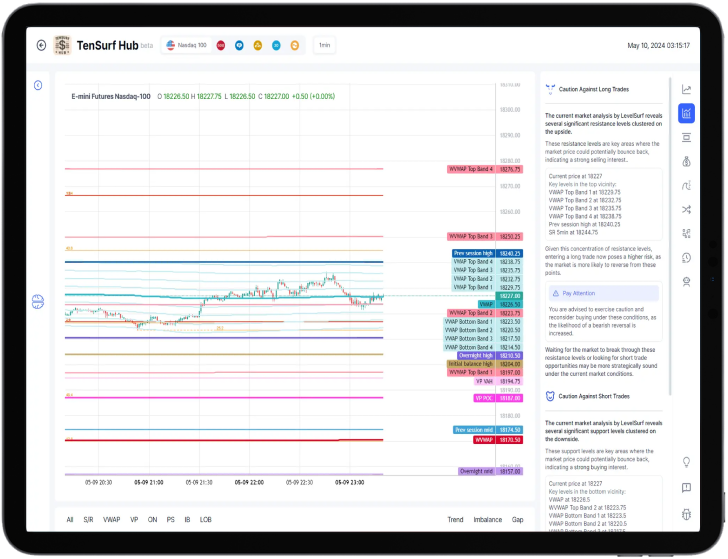 TenSurf Hub beta
Nasdaq 100
1min
May 10, 2024 03:15:17
E-mini Futures Nasdaq-100 O 18226.50 H 18227.75 L 18226.50 C 18227.00 +0.50 (+0.00%)
18300.00
18290.00
18280.00
WVWAP Top Band 4 18276.75
18270.00
18260.00
WVWAP Top Band 3 18250.25
Prev session high 18240.25
VWAP Top Band 4 18238.75
VWAP Top Band 3 18235.75
VWAP Top Band 2 18232.75
VWAP Top Band 1 18229.75
18227.00
VWAP 18226.50
WVWAP Top Band 2 18223.75
VWAP Bottom Band 1 18223.50
VWAP Bottom Band 2 18220.50
VWAP Bottom Band 3 18217.50
VWAP Bottom Band 4 18214.50
Overnight high 18210.50
Initial balance high 18204.00
WVWAP Top Band 1 18197.00
VP VAH 18194.75
VP POC 18187.00
18180.00
Prev session mid 18174.50
WVWAP 18170.50
Overnight mid 18157.00
05-09 20:30
05-09 21:00
05-09 21:30
05-09 22:00
05-09 22:30
05-09 23:00
All S/R VWAP VP ON PS IB LOB
Trend Imbalance Gap
Caution Against Long Trades
The current market analysis by LevelSurf reveals
several significant resistance levels clustered on
the upside.
These resistance levels are key areas where the
market price could potentially bounce back,
indicating a strong selling interest..
Current price at 18227
Key levels in the top vicinity:
VWAP Top Band 1 at 18229.75
VWAP Top Band 2 at 18232.75
VWAP Top Band 3 at 18235.75
VWAP Top Band 4 at 18238.75
Prev session high at 18240.25
SR 5min at 18244.75
Given this concentration of resistance levels,
entering a long trade now poses a higher risk, as
the market is more likely to reverse from these
points.
Pay Attention
You are advised to exercise caution and
reconsider buying under these conditions, as
the likelihood of a bearish reversal is
increased.
Waiting for the market to break through these
resistance levels or looking for short trade
opportunities may be more strategically sound
under the current market conditions.
Caution Against Short Trades
The current market analysis by LevelSurf reveals
several significant support levels clustered on
the downside.
These support levels are key areas where the
market price could potentially bounce back,
indicating a strong buying interest.
Current price at 18227
Key levels in the bottom vicinity:
VWAP at 18226.5
WVWAP Top Band 2 at 18223.75
VWAP Bottom Band 1 at 18223.5
VWAP Bottom Band 2 at 18220.5